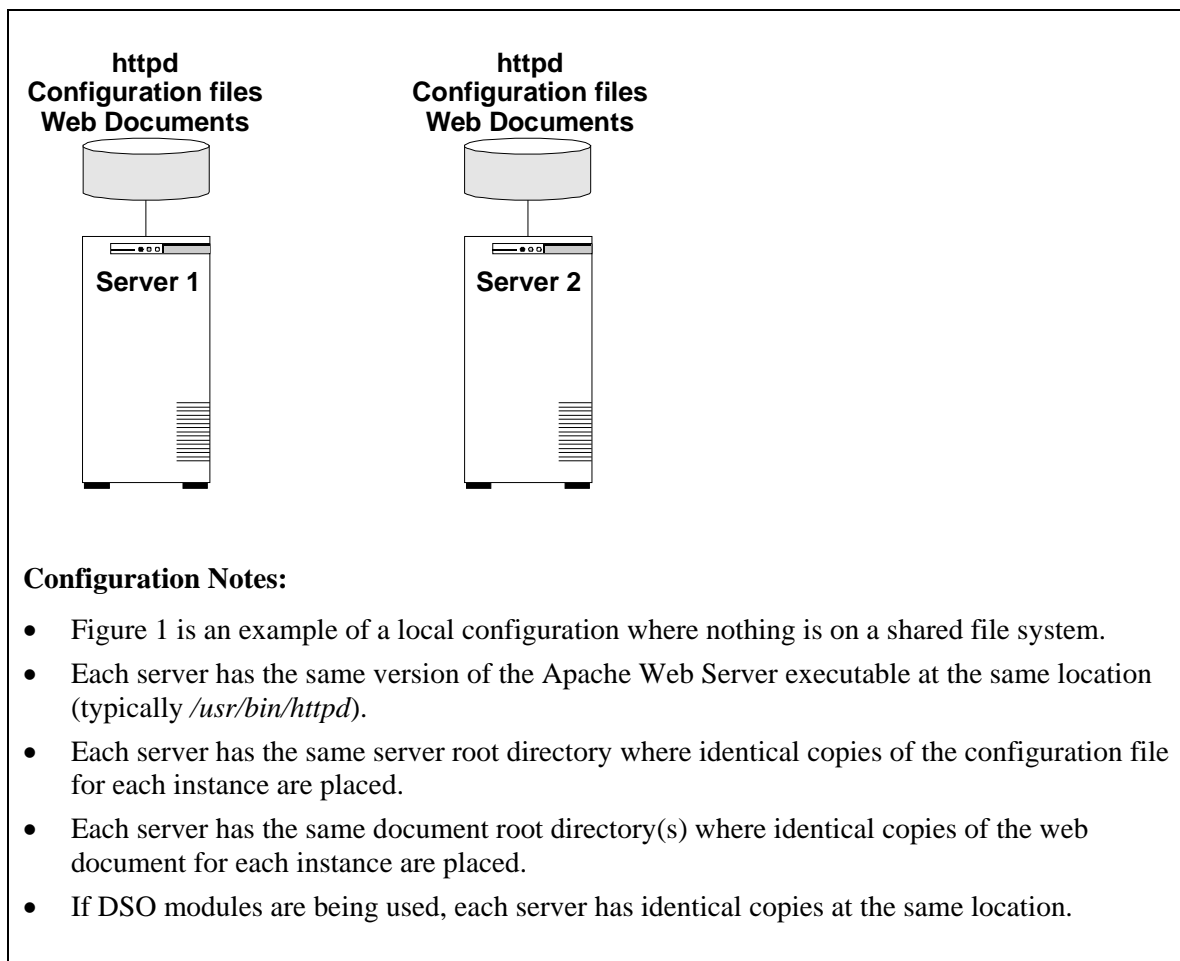 httpd
Configuration files
Web Documents
httpd
Configuration files
Web Documents
Server 1
Server 2
Configuration Notes:
• Figure 1 is an example of a local configuration where nothing is on a shared file system.
• Each server has the same version of the Apache Web Server executable at the same location
(typically /usr/bin/httpd).
• Each server has the same server root directory where identical copies of the configuration file
for each instance are placed.
• Each server has the same document root directory(s) where identical copies of the web
document for each instance are placed.
• If DSO modules are being used, each server has identical copies at the same location.